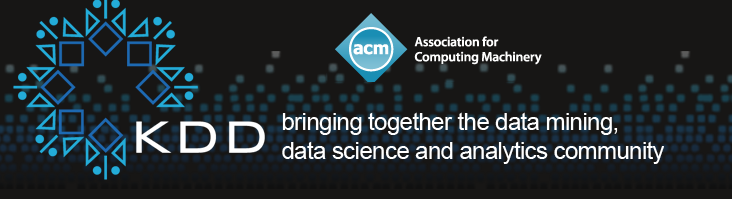 acm
Association for
Computing Machinery
KDD
bringing together the data mining,
data science and analytics community